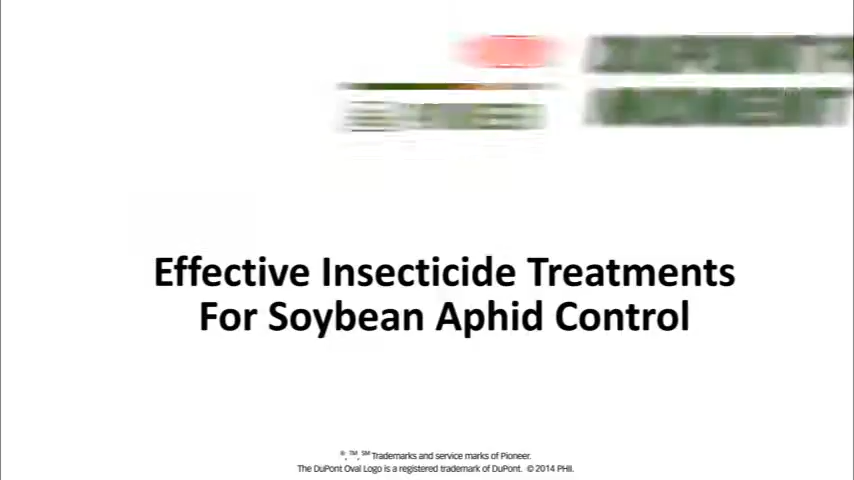 Effective Insecticide Treatments
For Soybean Aphid Control
®, ™, SM Trademarks and service marks of Pioneer.
The DuPont Oval Logo is a registered trademark of DuPont. © 2014 PHII.